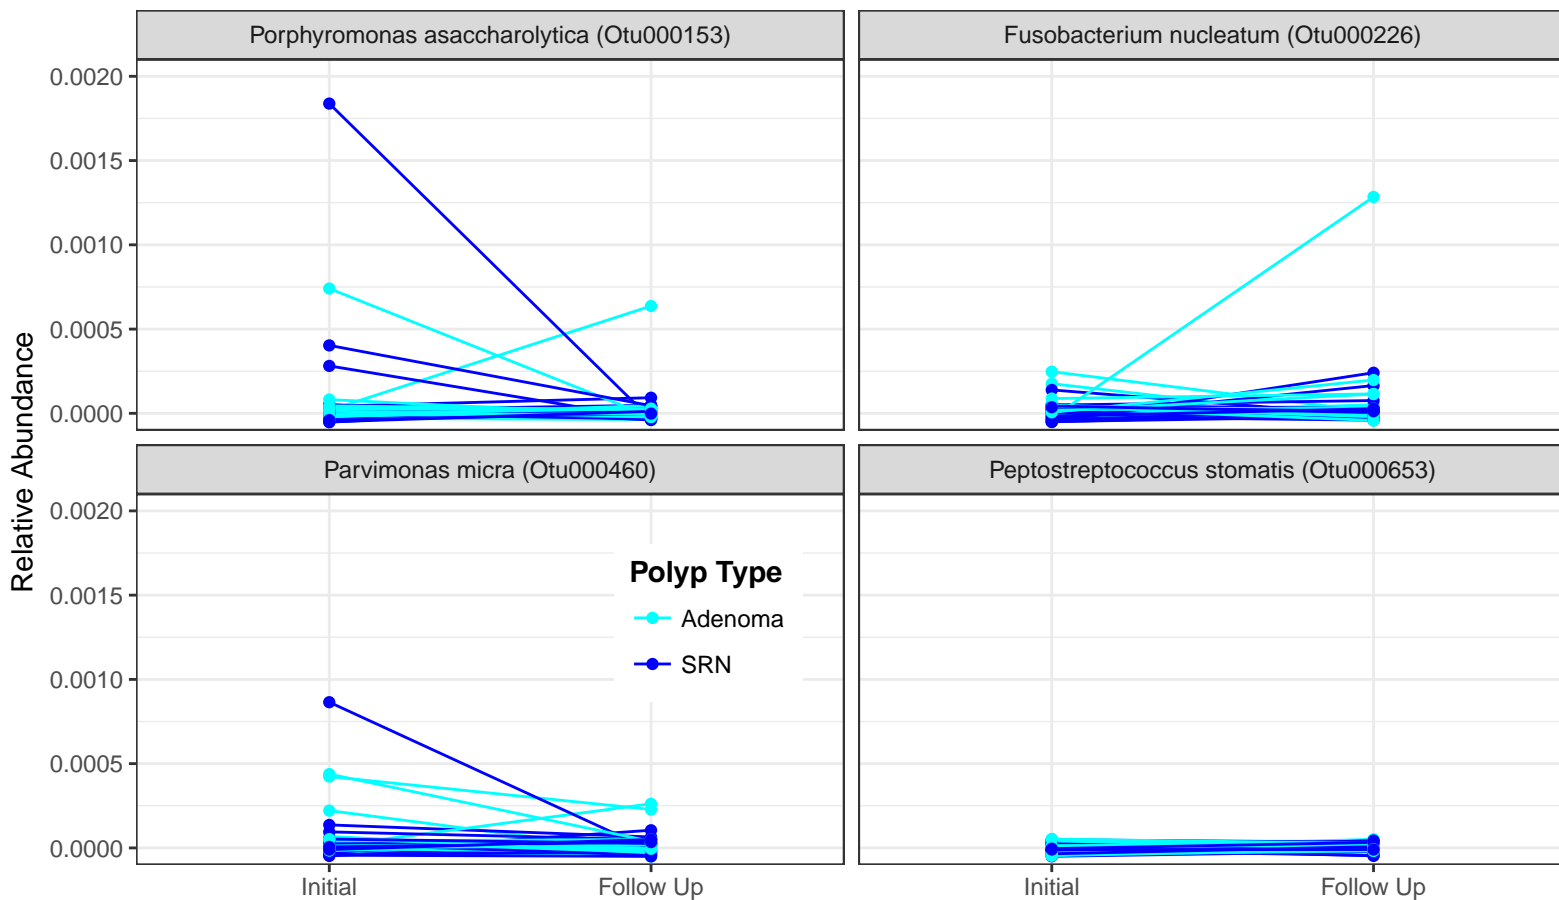 Porphyromonas asaccharolytica (Otu000153)
Fusobacterium nucleatum (Otu000226)
0.0020
0.0015
0.0010
0.0005
0.0000
Relative Abundance
Parvimonas micra (Otu000460)
Peptostreptococcus stomatis (Otu000653)
0.0020
0.0015
0.0010
0.0005
0.0000
Polyp Type
Adenoma
SRN
Initial
Follow Up
Initial
Follow Up